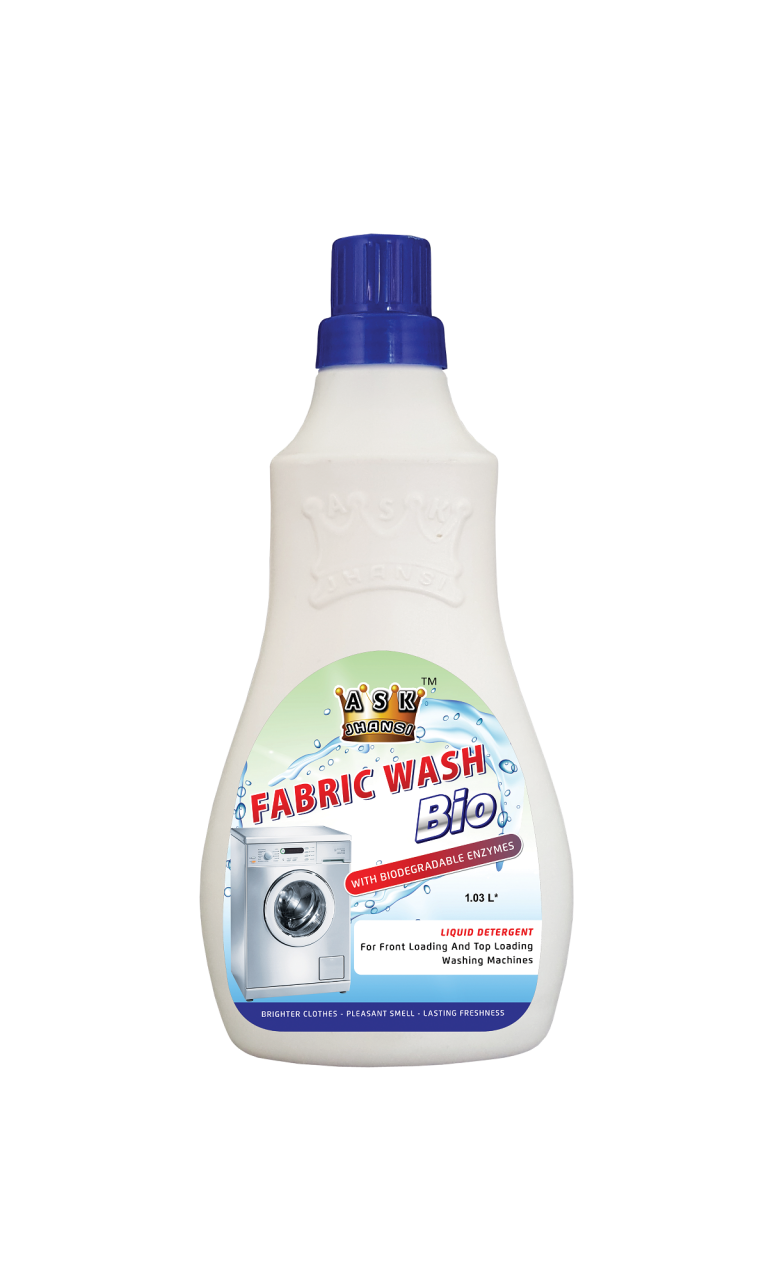 A S K
JHANSI
TM
A S K
JHANSI
FABRIC WASH
Bio
WITH BIODEGRADABLE ENZYMES
1.03 L*
LIQUID DETERGENT
For Front Loading And Top Loading
Washing Machines
BRIGHTER CLOTHES - PLEASANT SMELL - LASTING FRESHNESS